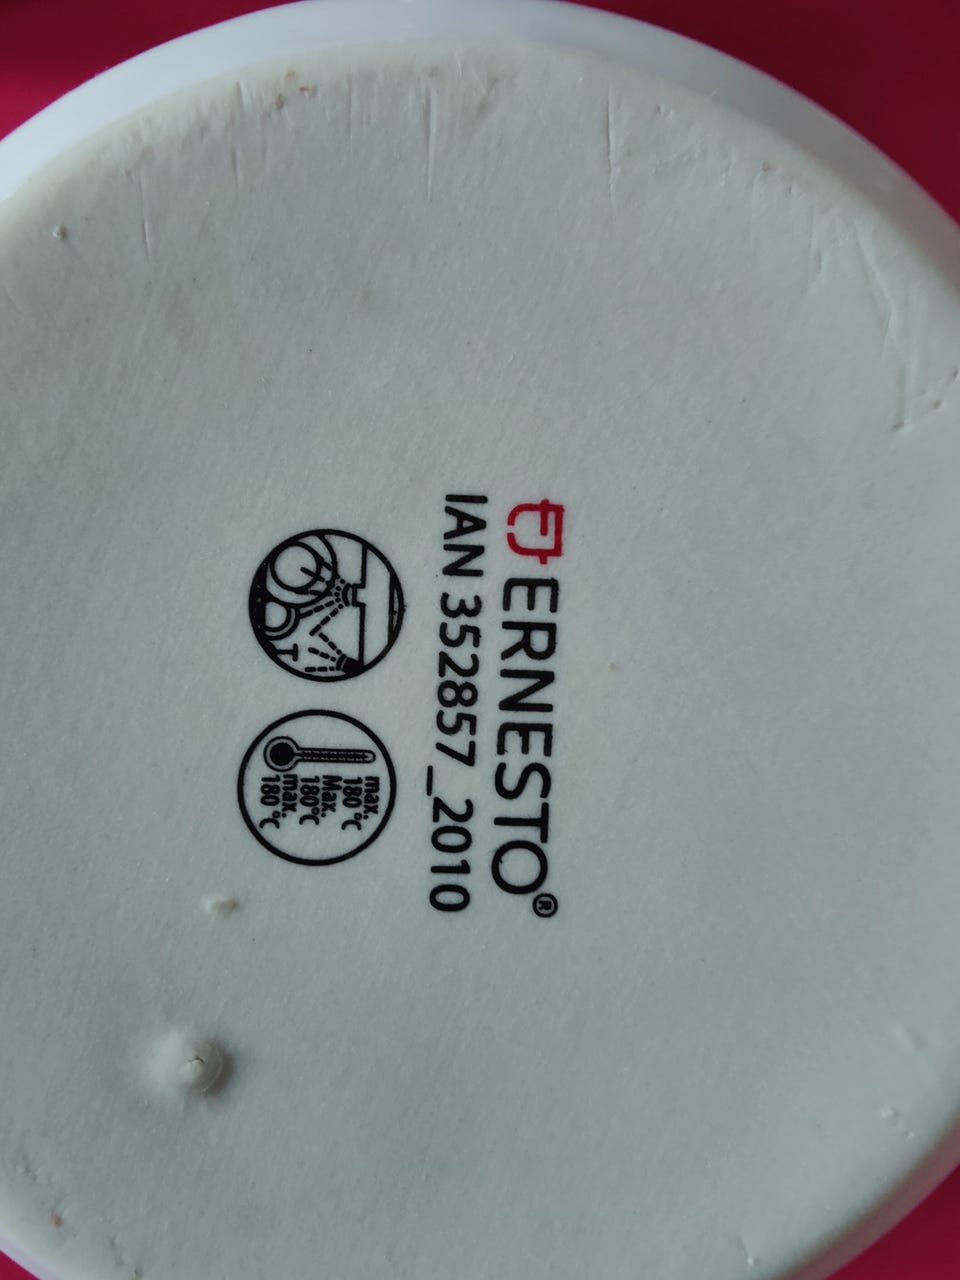 ERNESTO®
IAN 352857_2010
max.
180 °C
Max.
180°C
max.
180 °C